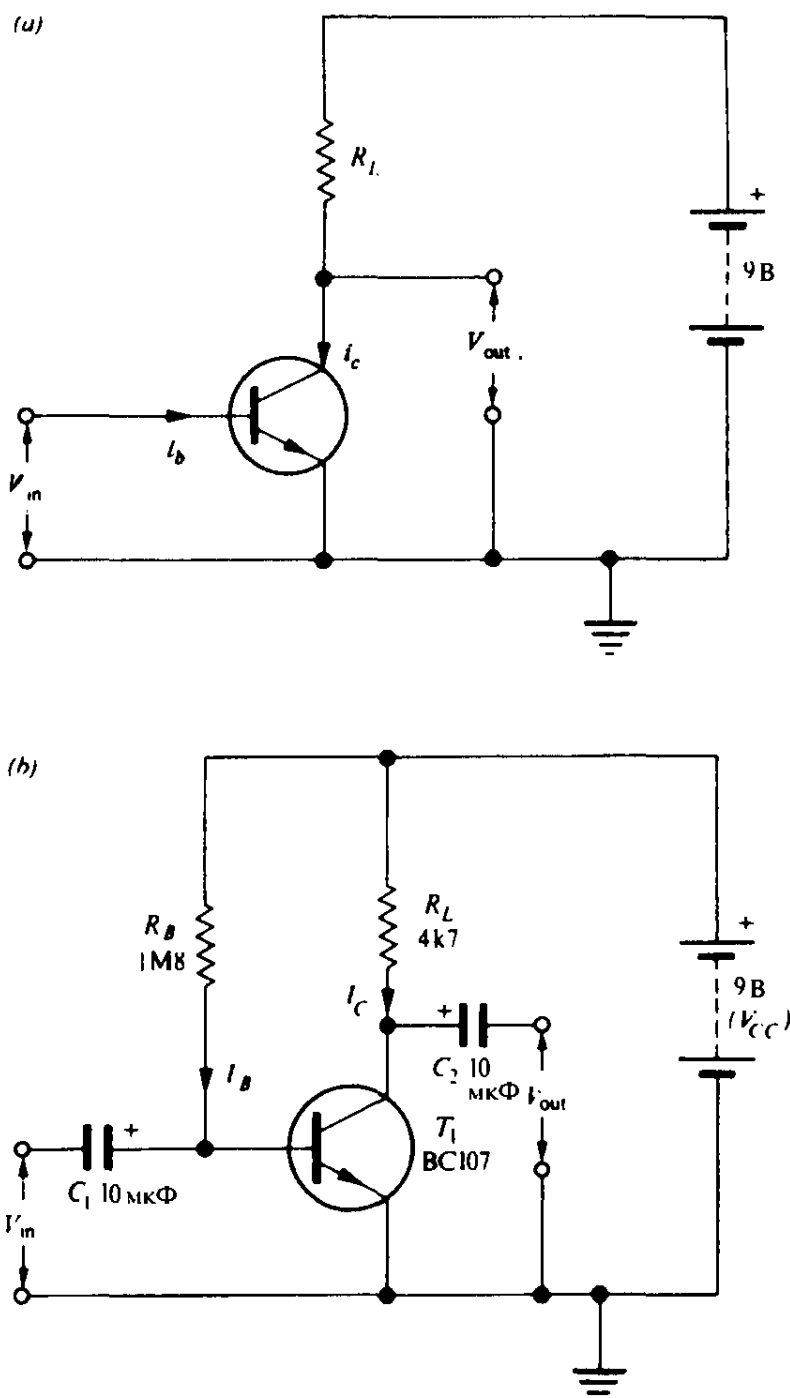 (a)
R_L
+
9 В
i_c
V_out
i_b
V_in
(b)
R_B
1M8
R_L
4k7
+
9 В
(V_CC)
I_C
+
C_2 10
мкФ
V_out
I_B
T_1
BC107
+
C_1 10 мкФ
V_in